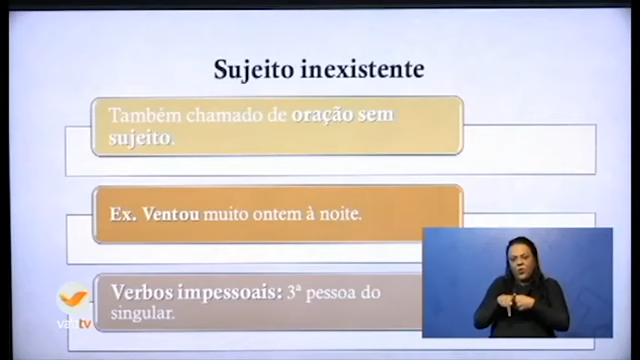 Sujeito inexistente
Também chamado de oração sem
sujeito.
Ex. Ventou muito ontem à noite.
Verbos impessoais: 3ª pessoa do
singular.